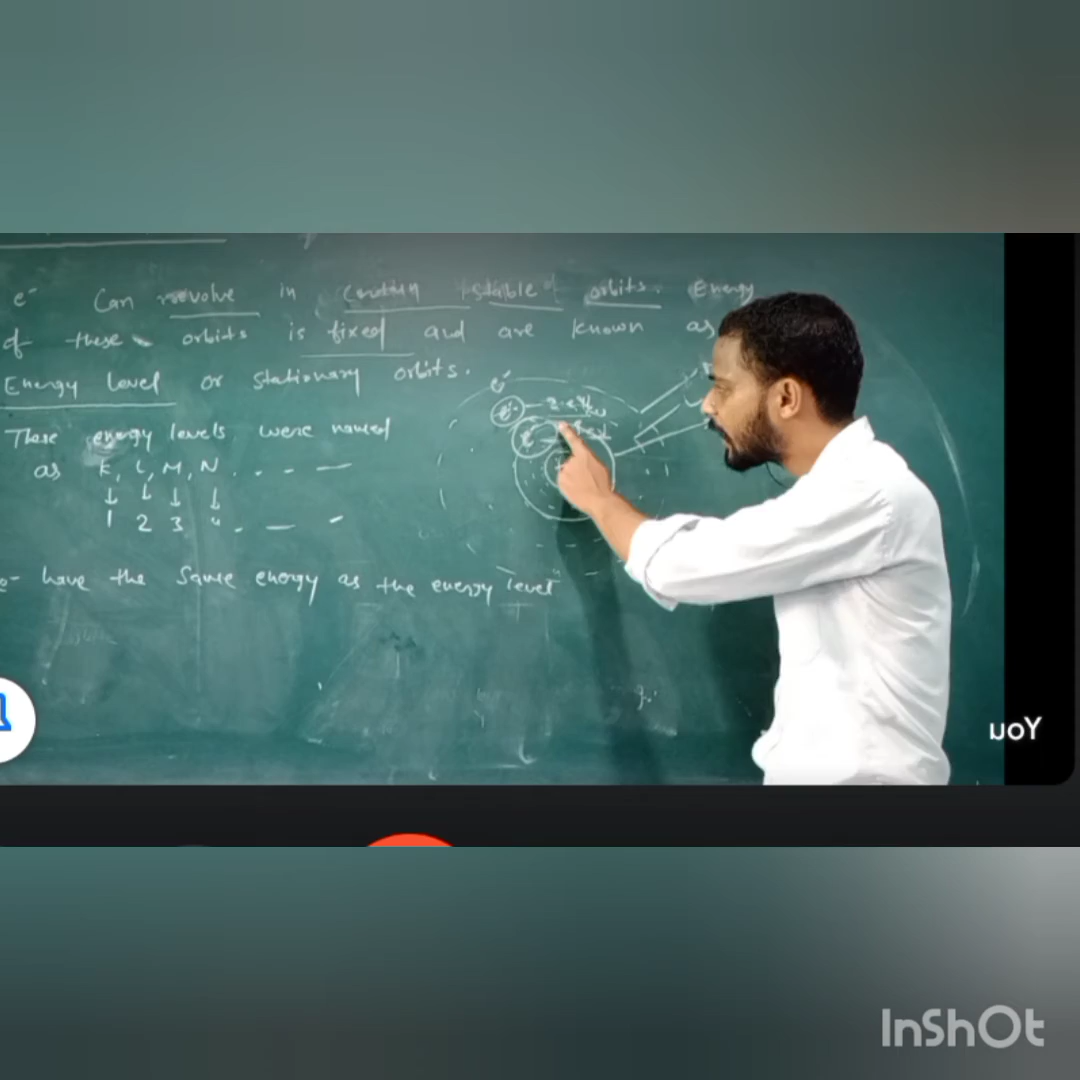 e⁻ Can revolve in certain stable orbits. Energy
of these orbits is fixed and are known as
Energy Level or stationary orbits.
These energy levels were named
as K, L, M, N . - - —
↓ ↓ ↓ ↓
1 2 3 4 . — -
e⁻ have the same energy as the energy level
e⁻
e⁻
You
InShOt